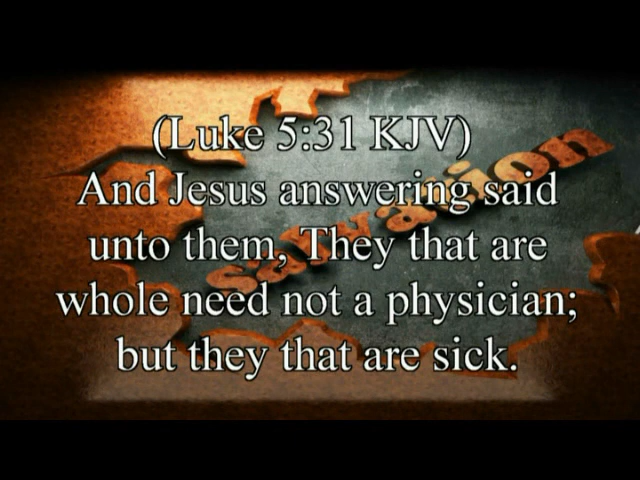 (Luke 5:31 KJV)
And Jesus answering said
unto them, They that are
whole need not a physician;
but they that are sick.
salvation